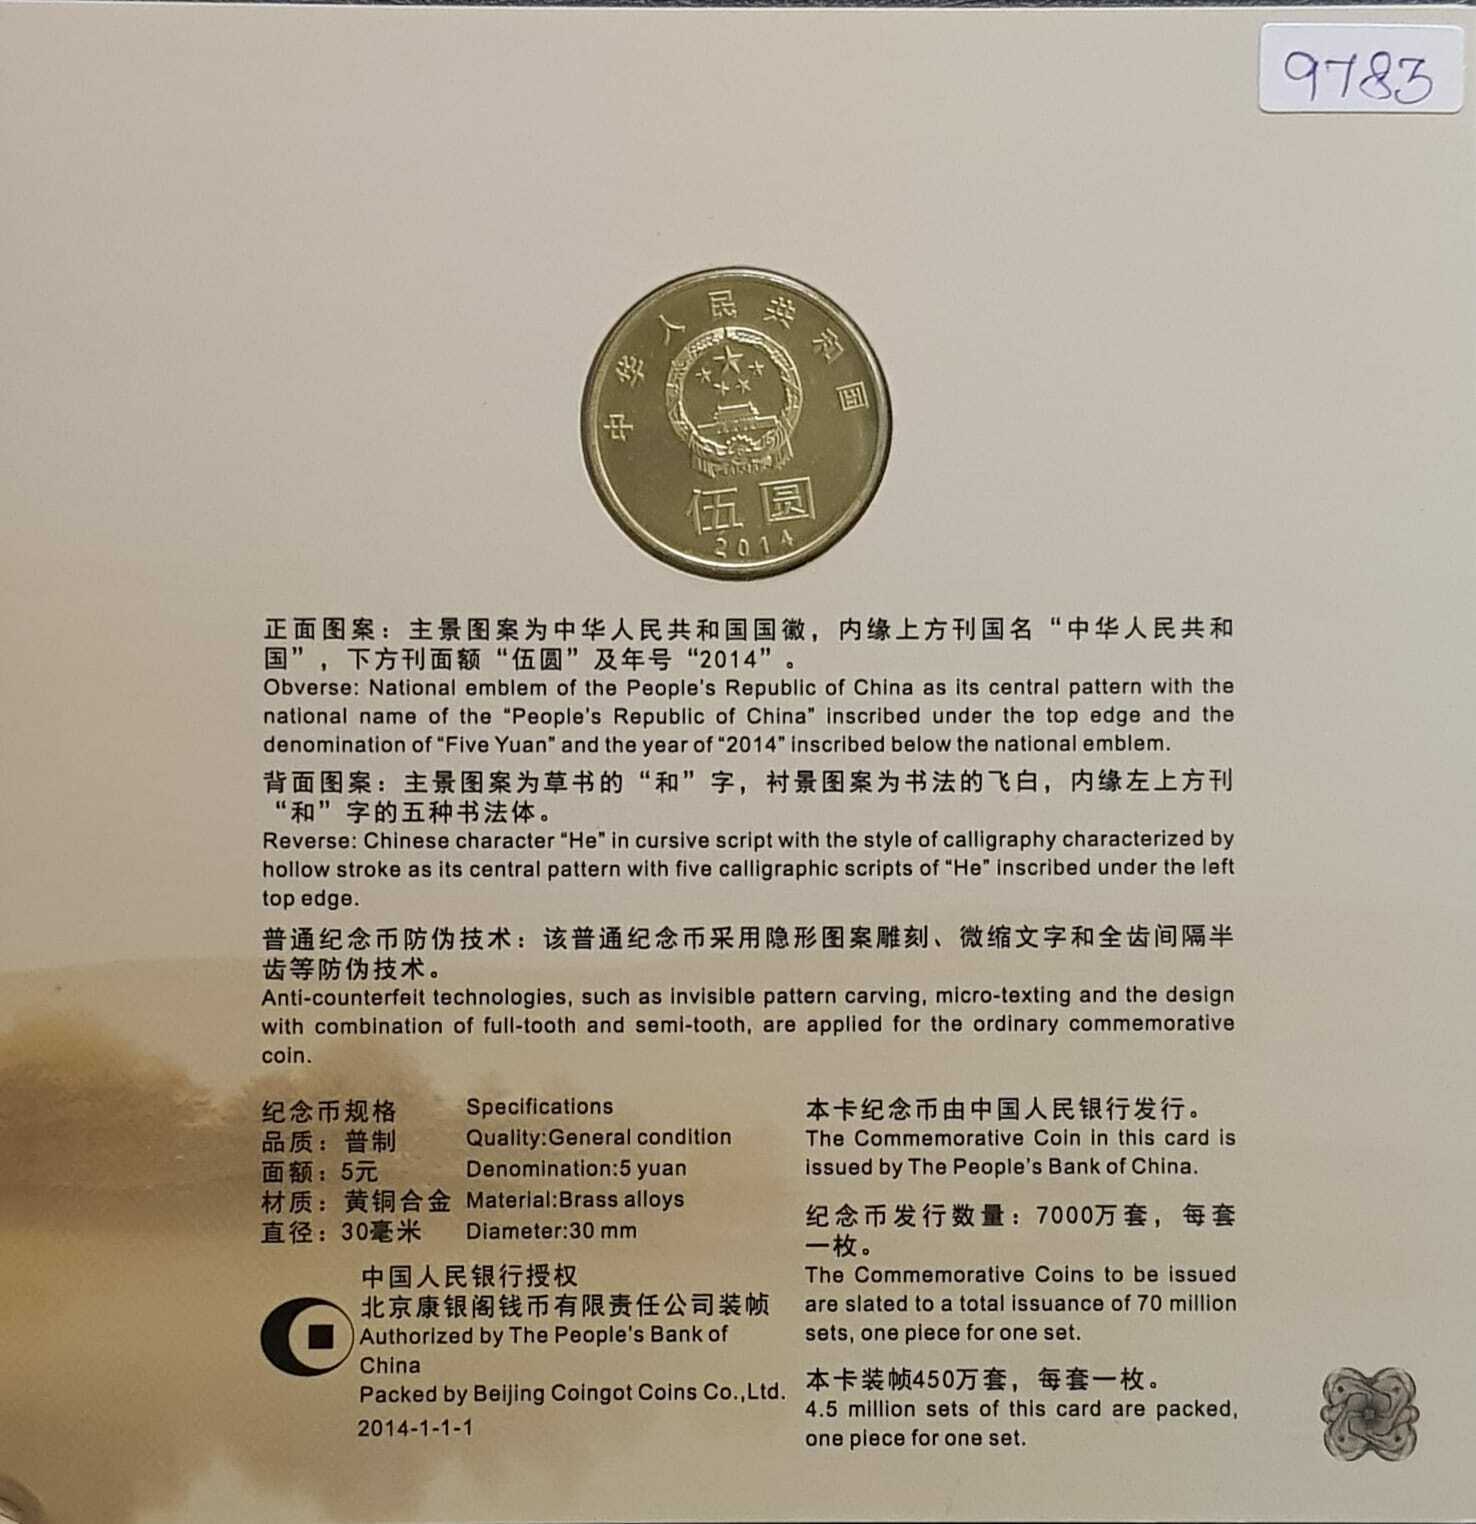 9783
中华人民共和国
伍圆
2014
正面图案：主景图案为中华人民共和国国徽，内缘上方刊国名“中华人民共和
国”，下方刊面额“伍圆”及年号“2014”。
Obverse: National emblem of the People's Republic of China as its central pattern with the
national name of the “People's Republic of China” inscribed under the top edge and the
denomination of “Five Yuan” and the year of “2014” inscribed below the national emblem.
背面图案：主景图案为草书的“和”字，衬景图案为书法的飞白，内缘左上方刊
“和”字的五种书法体。
Reverse: Chinese character “He” in cursive script with the style of calligraphy characterized by
hollow stroke as its central pattern with five calligraphic scripts of “He” inscribed under the left
top edge.
普通纪念币防伪技术：该普通纪念币采用隐形图案雕刻、微缩文字和全齿间隔半
齿等防伪技术。
Anti-counterfeit technologies, such as invisible pattern carving, micro-texting and the design
with combination of full-tooth and semi-tooth, are applied for the ordinary commemorative
coin.
纪念币规格 Specifications
品质：普制 Quality:General condition
面额：5元 Denomination:5 yuan
材质：黄铜合金 Material:Brass alloys
直径：30毫米 Diameter:30 mm
中国人民银行授权
北京康银阁钱币有限责任公司装帧
Authorized by The People's Bank of
China
Packed by Beijing Coingot Coins Co.,Ltd.
2014-1-1-1
本卡纪念币由中国人民银行发行。
The Commemorative Coin in this card is
issued by The People's Bank of China.
纪念币发行数量：7000万套，每套
一枚。
The Commemorative Coins to be issued
are slated to a total issuance of 70 million
sets, one piece for one set.
本卡装帧450万套，每套一枚。
4.5 million sets of this card are packed,
one piece for one set.